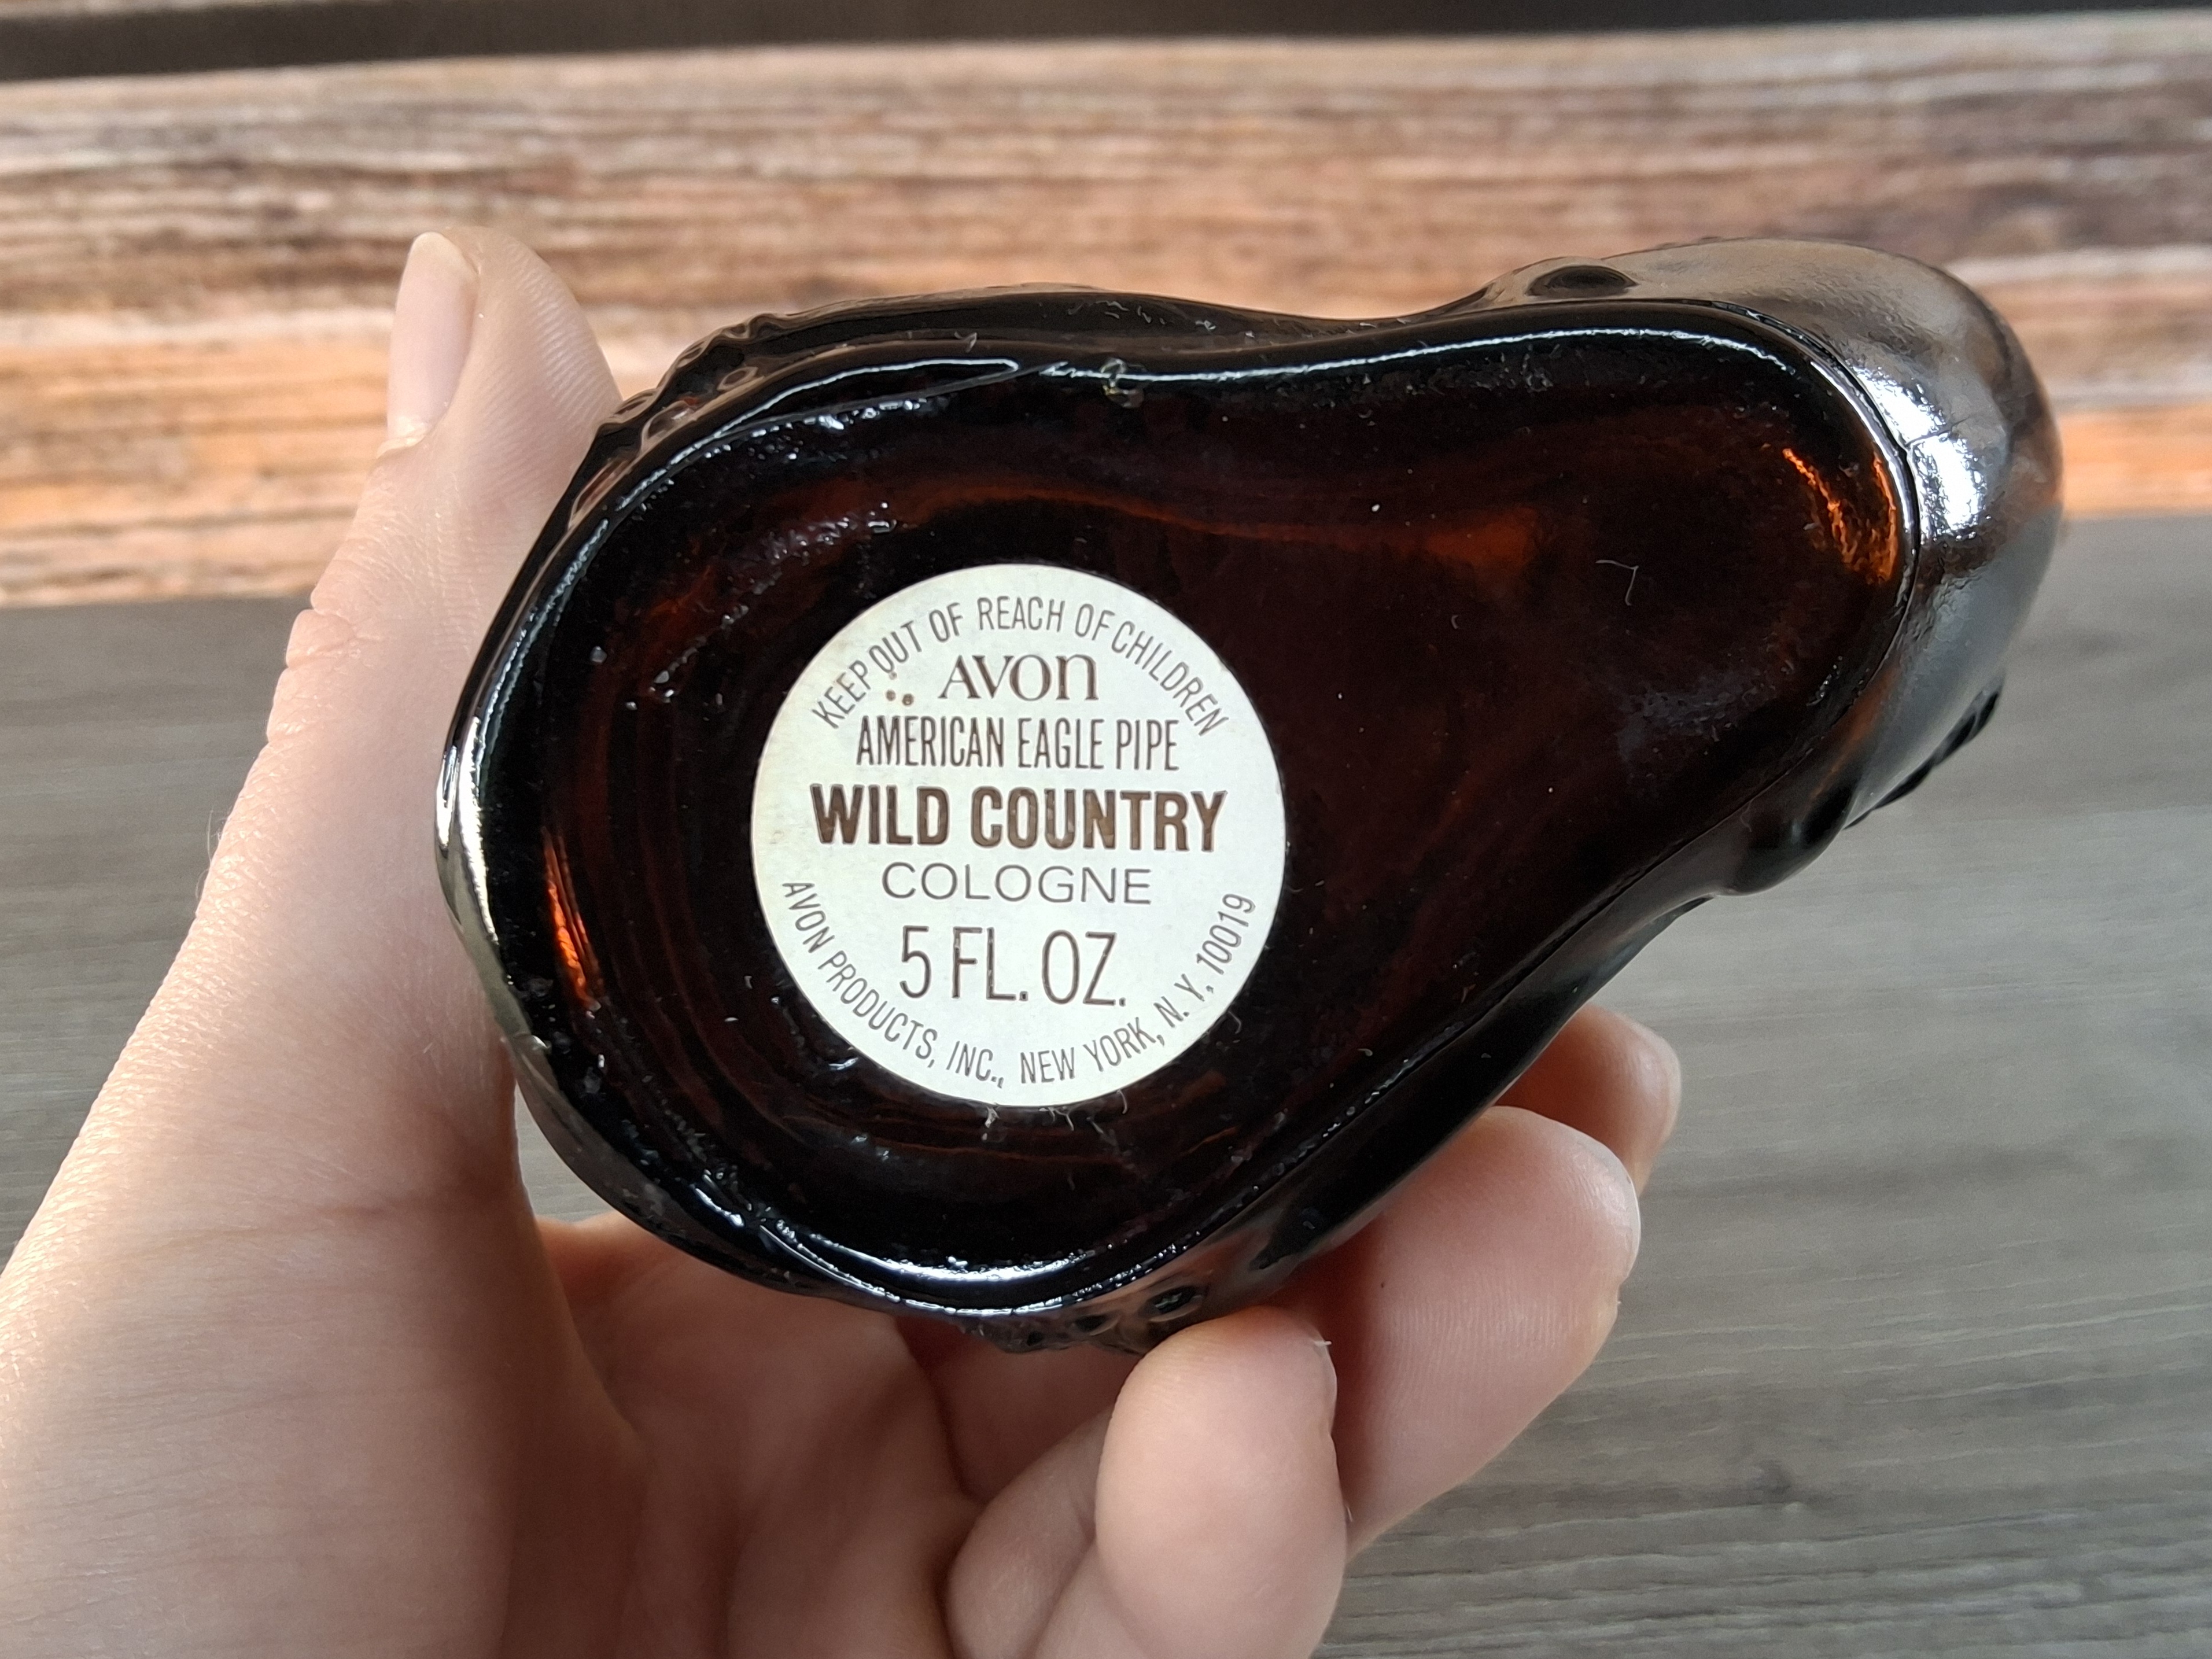 KEEP OUT OF REACH OF CHILDREN
AVON
AMERICAN EAGLE PIPE
WILD COUNTRY
COLOGNE
5 FL. OZ.
AVON PRODUCTS, INC., NEW YORK, N.Y. 10019